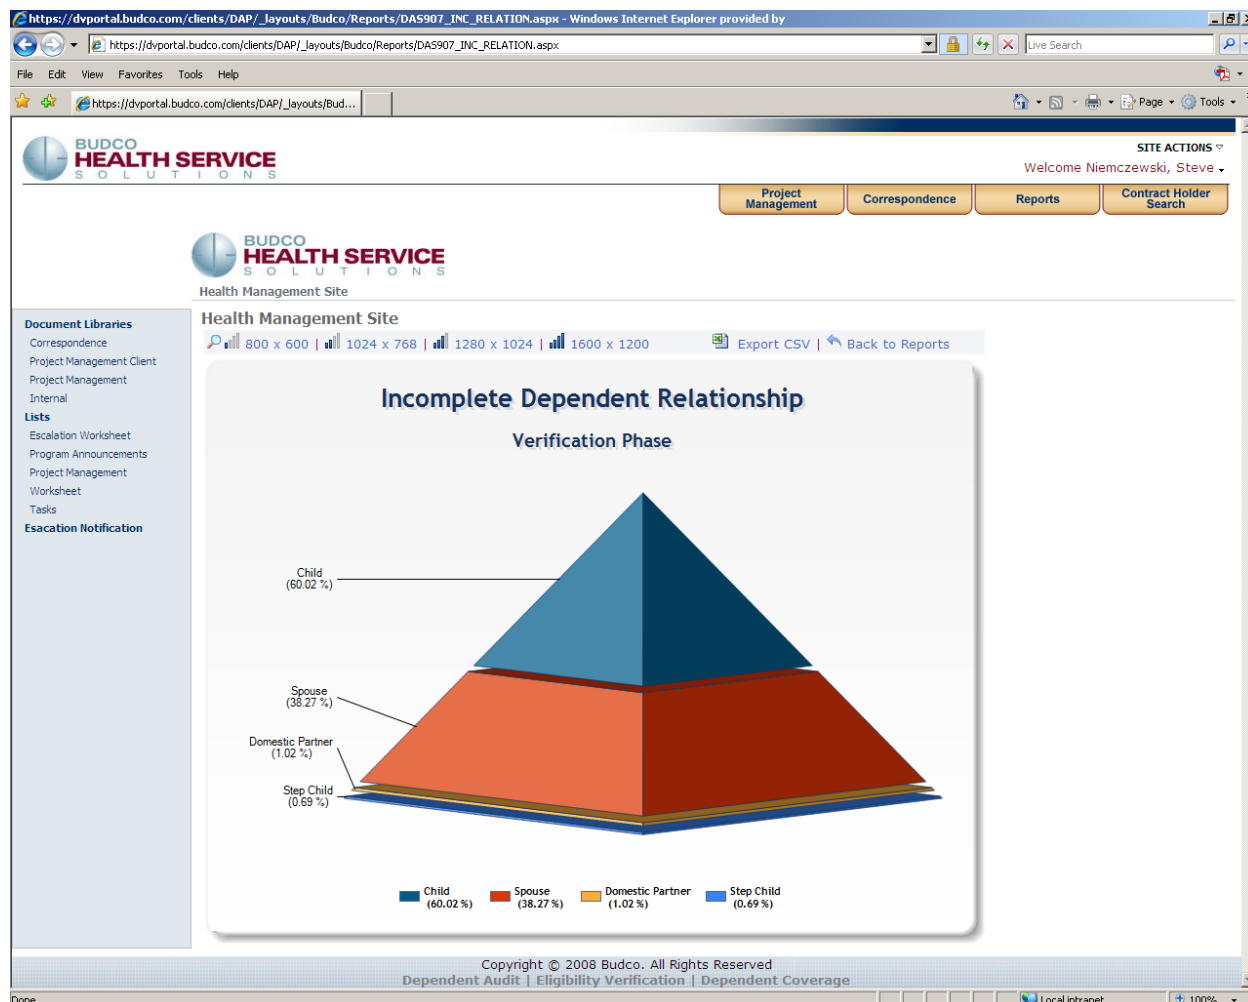 https://dvportal.budco.com/clients/DAP/_layouts/Budco/Reports/DAS907_INC_RELATION.aspx - Windows Internet Explorer provided by
https://dvportal.budco.com/clients/DAP/_layouts/Budco/Reports/DAS907_INC_RELATION.aspx
Live Search
File Edit View Favorites Tools Help
https://dvportal.budco.com/clients/DAP/_layouts/Bud...
Page Tools
BUDCO
HEALTH SERVICE
SOLUTIONS
SITE ACTIONS
Welcome Niemczewski, Steve
Project Management
Correspondence
Reports
Contract Holder Search
BUDCO
HEALTH SERVICE
SOLUTIONS
Health Management Site
Document Libraries
Correspondence
Project Management Client
Project Management
Internal
Lists
Escalation Worksheet
Program Announcements
Project Management
Worksheet
Tasks
Esacation Notification
Health Management Site
800 x 600 | 1024 x 768 | 1280 x 1024 | 1600 x 1200
Export CSV | Back to Reports
Incomplete Dependent Relationship
Verification Phase
Child
(60.02 %)
Spouse
(38.27 %)
Domestic Partner
(1.02 %)
Step Child
(0.69 %)
Child
(60.02 %)
Spouse
(38.27 %)
Domestic Partner
(1.02 %)
Step Child
(0.69 %)
Copyright © 2008 Budco. All Rights Reserved
Dependent Audit | Eligibility Verification | Dependent Coverage
Done
Local intranet
100%